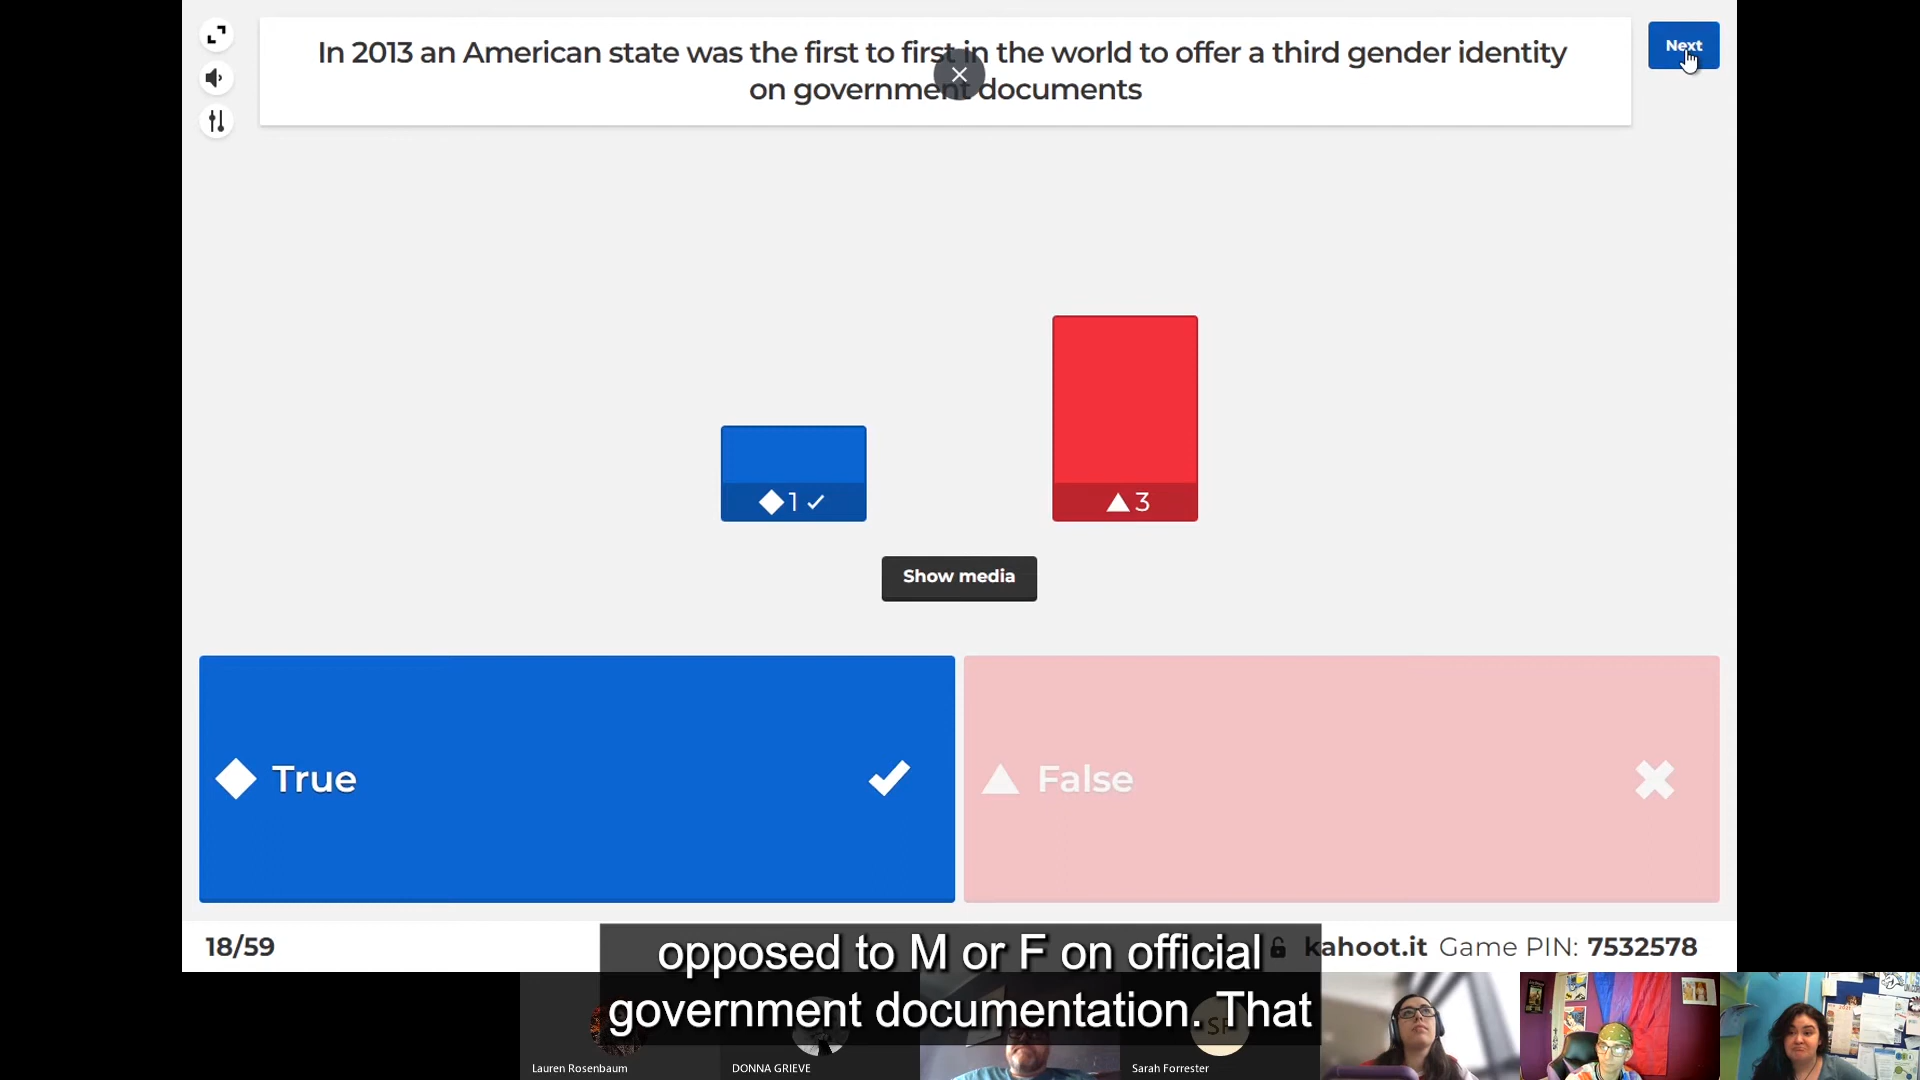 In 2013 an American state was the first to first in the world to offer a third gender identity
on government documents
Next
1
3
Show media
True
False
18/59
kahoot.it Game PIN: 7532578
opposed to M or F on official
government documentation. That
SF
Lauren Rosenbaum
DONNA GRIEVE
Sarah Forrester